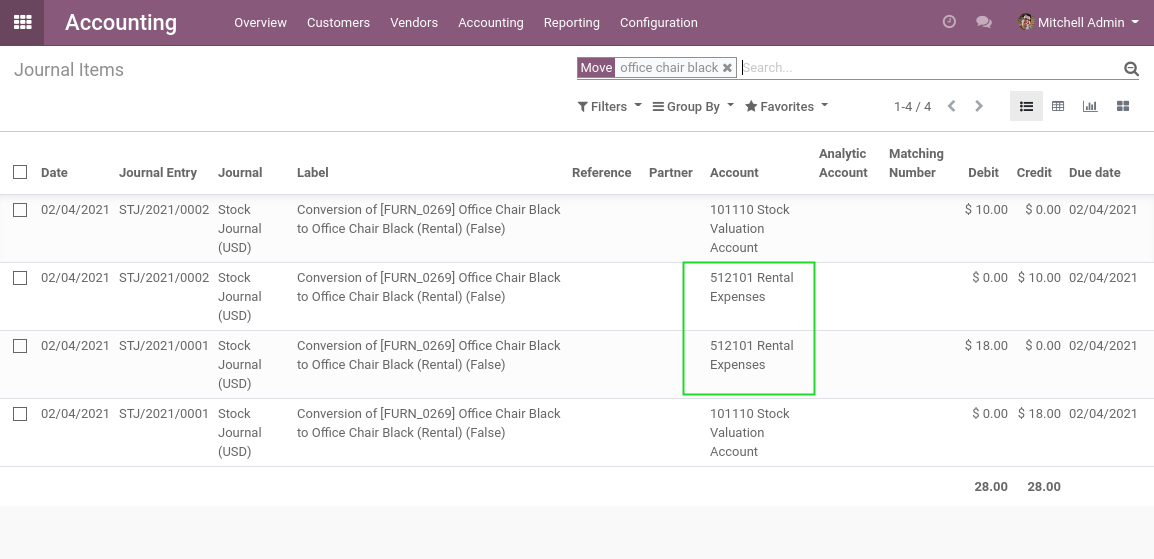 Accounting Overview Customers Vendors Accounting Reporting Configuration Mitchell Admin
Journal Items
Move office chair black Search...
Filters Group By Favorites 1-4 / 4
Date Journal Entry Journal Label Reference Partner Account Analytic Account Matching Number Debit Credit Due date
02/04/2021 STJ/2021/0002 Stock Conversion of [FURN_0269] Office Chair Black 101110 Stock $ 10.00 $ 0.00 02/04/2021
Journal to Office Chair Black (Rental) (False) Valuation
(USD) Account
02/04/2021 STJ/2021/0002 Stock Conversion of [FURN_0269] Office Chair Black 512101 Rental $ 0.00 $ 10.00 02/04/2021
Journal to Office Chair Black (Rental) (False) Expenses
(USD)
02/04/2021 STJ/2021/0001 Stock Conversion of [FURN_0269] Office Chair Black 512101 Rental $ 18.00 $ 0.00 02/04/2021
Journal to Office Chair Black (Rental) (False) Expenses
(USD)
02/04/2021 STJ/2021/0001 Stock Conversion of [FURN_0269] Office Chair Black 101110 Stock $ 0.00 $ 18.00 02/04/2021
Journal to Office Chair Black (Rental) (False) Valuation
(USD) Account
28.00 28.00